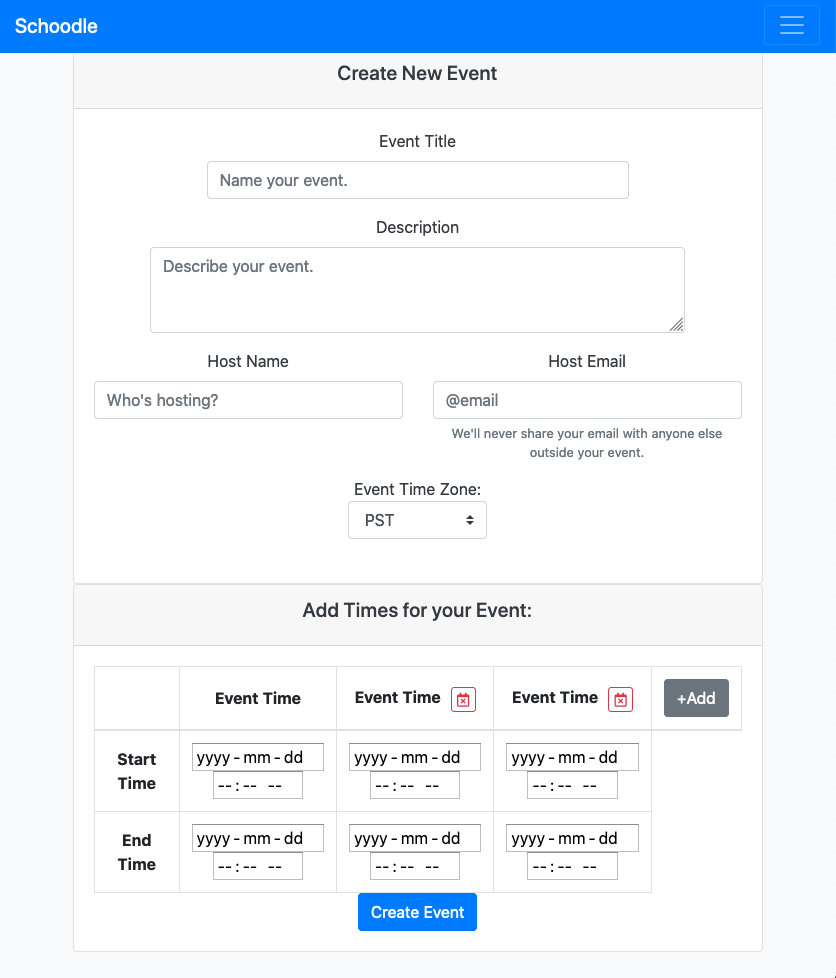 Schoodle
Create New Event
Event Title
Name your event.
Description
Describe your event.
Host Name
Host Email
Who's hosting?
@email
We'll never share your email with anyone else
outside your event.
Event Time Zone:
PST
Add Times for your Event:
Event Time Event Time Event Time +Add
Start
Time
yyyy-mm-dd yyyy-mm-dd yyyy-mm-dd
--:-- -- --:-- -- --:-- --
End
Time
yyyy-mm-dd yyyy-mm-dd yyyy-mm-dd
--:-- -- --:-- -- --:-- --
Create Event